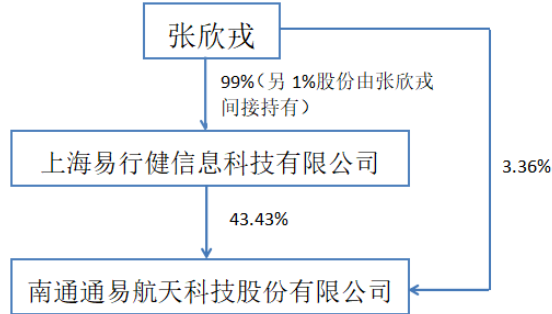 张欣戎
99%（另 1%股份由张欣戎
间接持有）
上海易行健信息科技有限公司
3.36%
43.43%
南通通易航天科技股份有限公司